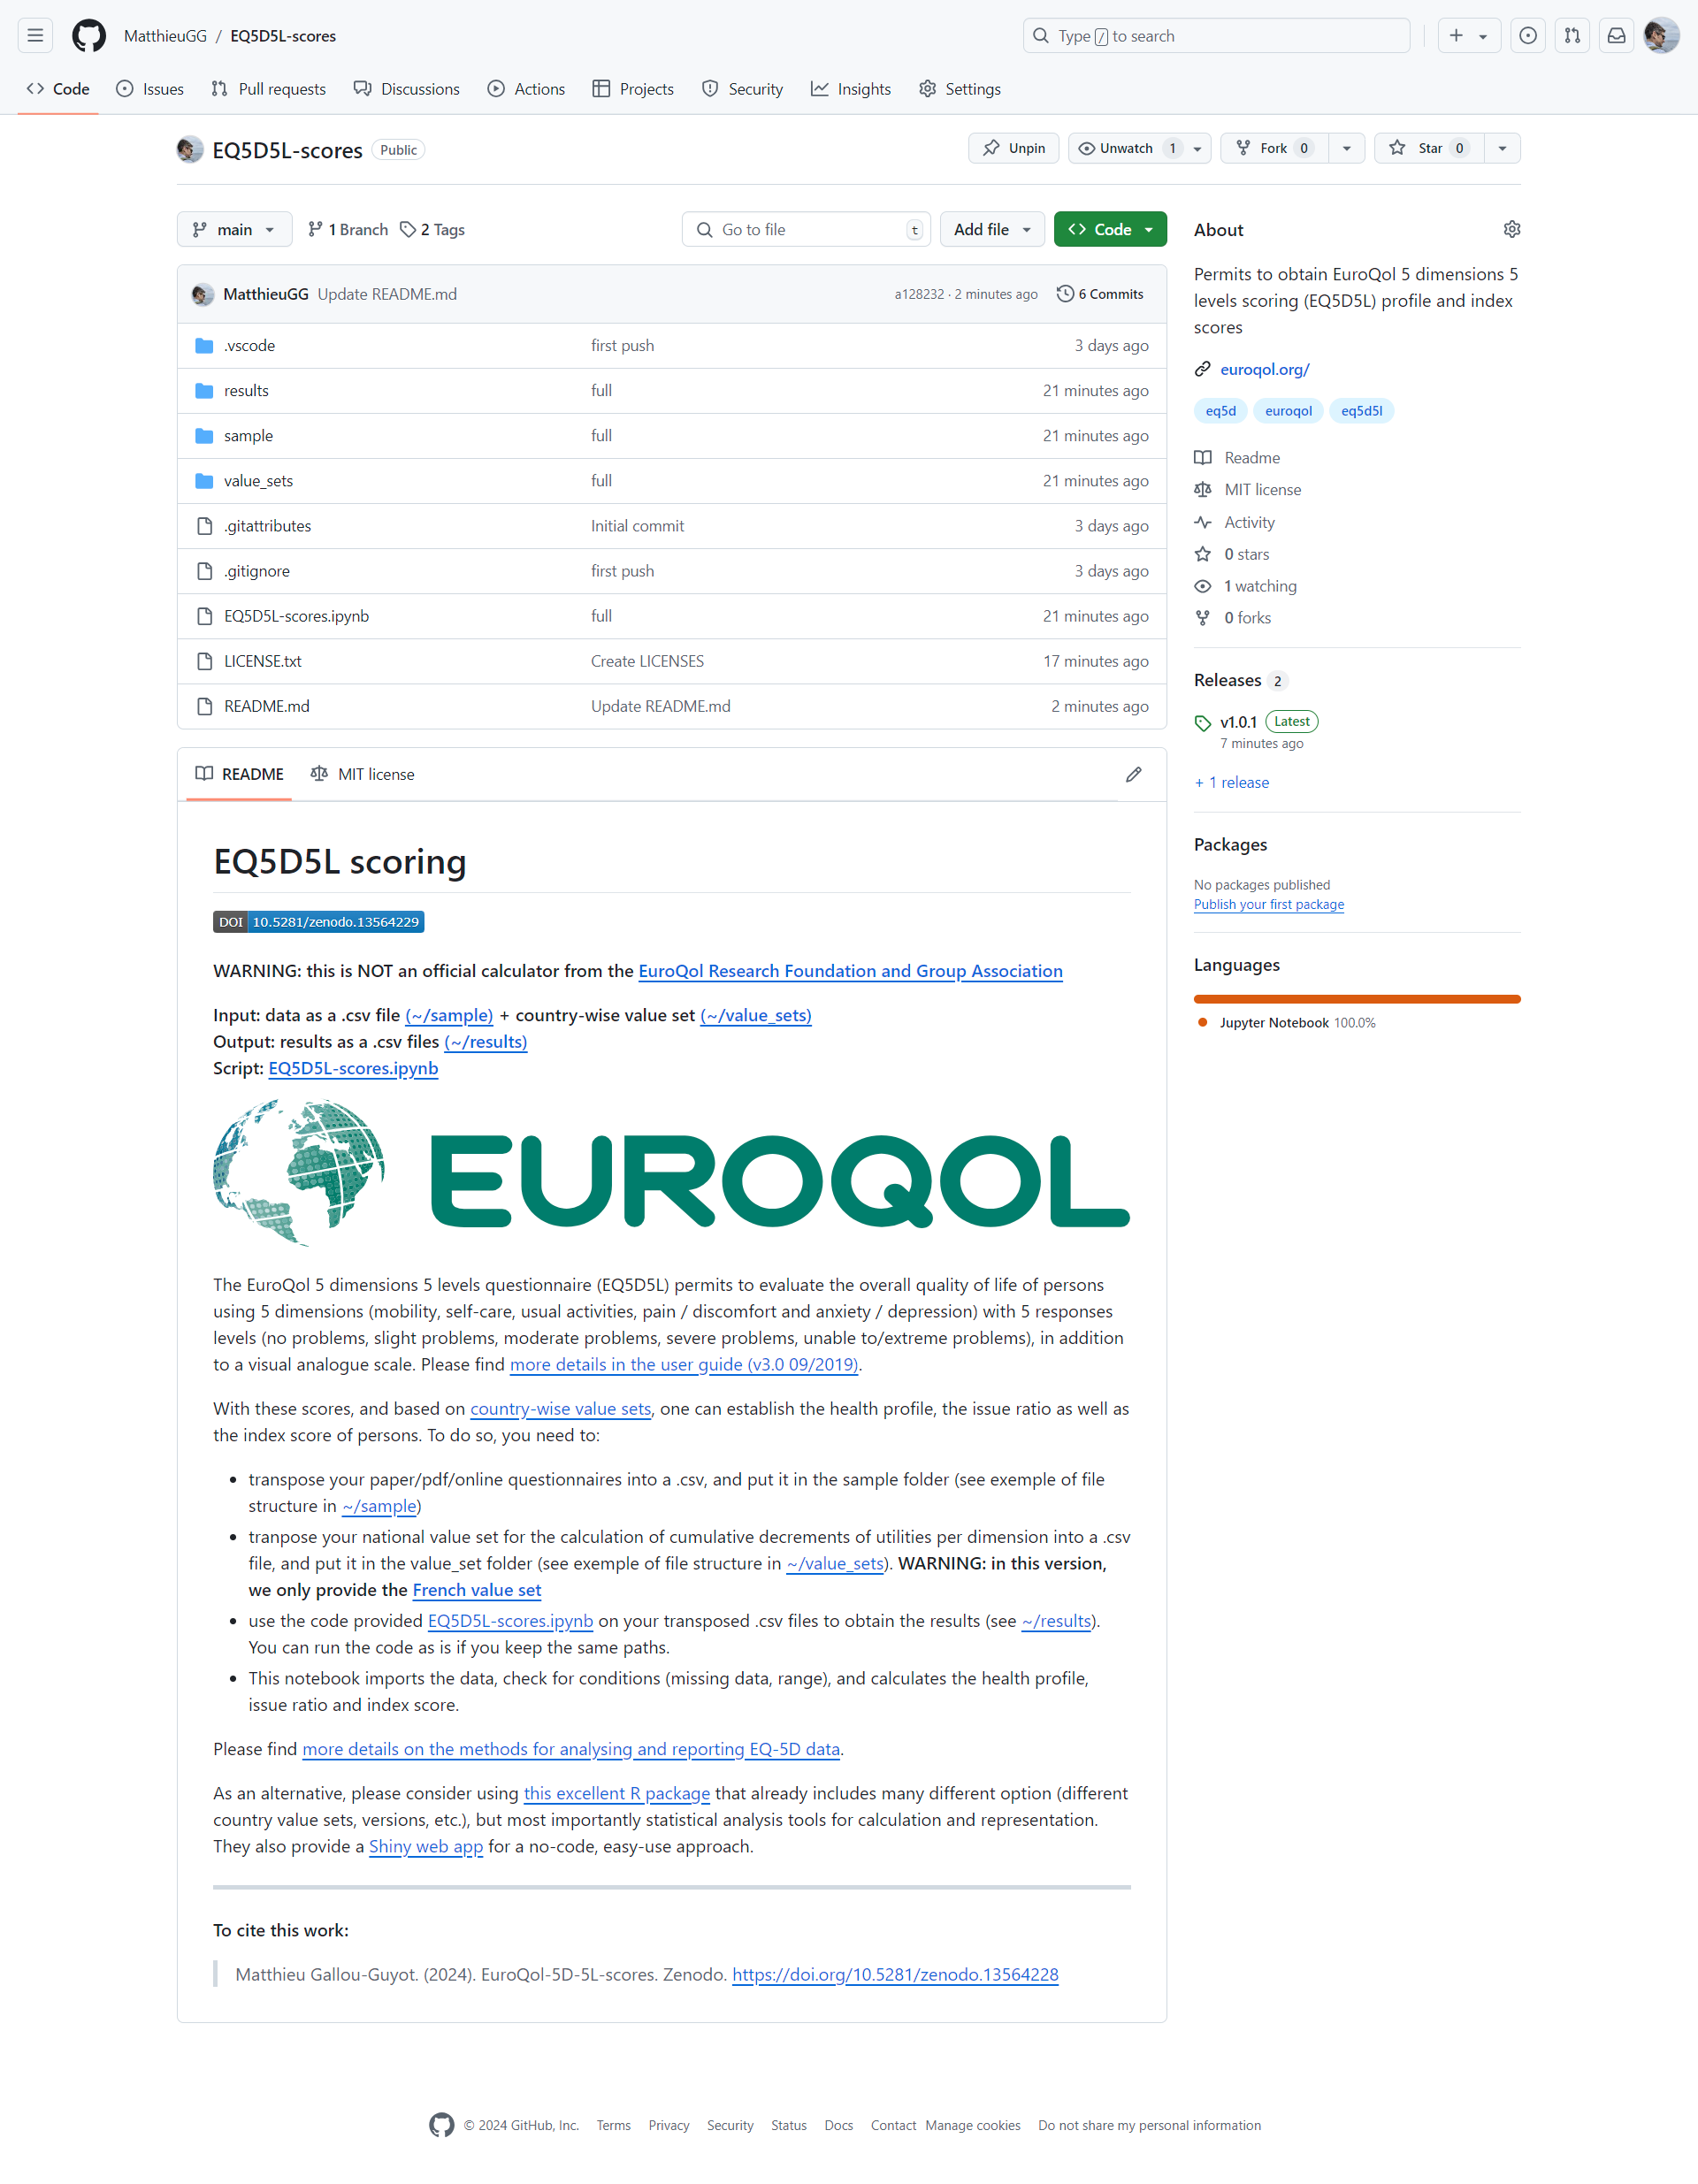 MatthieuGG / EQ5D5L-scores
Type / to search
Code
Issues
Pull requests
Discussions
Actions
Projects
Security
Insights
Settings
EQ5D5L-scores Public
Unpin
Unwatch 1
Fork 0
Star 0
main
1 Branch
2 Tags
Go to file t
Add file
Code
MatthieuGG Update README.md a128232 · 2 minutes ago 6 Commits
.vscode first push 3 days ago
results full 21 minutes ago
sample full 21 minutes ago
value_sets full 21 minutes ago
.gitattributes Initial commit 3 days ago
.gitignore first push 3 days ago
EQ5D5L-scores.ipynb full 21 minutes ago
LICENSE.txt Create LICENSES 17 minutes ago
README.md Update README.md 2 minutes ago
README
MIT license
EQ5D5L scoring
DOI 10.5281/zenodo.13564229
WARNING: this is NOT an official calculator from the EuroQol Research Foundation and Group Association
Input: data as a .csv file (~/sample) + country-wise value set (~/value_sets)
Output: results as a .csv files (~/results)
Script: EQ5D5L-scores.ipynb
EUROQOL
The EuroQol 5 dimensions 5 levels questionnaire (EQ5D5L) permits to evaluate the overall quality of life of persons
using 5 dimensions (mobility, self-care, usual activities, pain / discomfort and anxiety / depression) with 5 responses
levels (no problems, slight problems, moderate problems, severe problems, unable to/extreme problems), in addition
to a visual analogue scale. Please find more details in the user guide (v3.0 09/2019).
With these scores, and based on country-wise value sets, one can establish the health profile, the issue ratio as well as
the index score of persons. To do so, you need to:
• transpose your paper/pdf/online questionnaires into a .csv, and put it in the sample folder (see exemple of file
structure in ~/sample)
• tranpose your national value set for the calculation of cumulative decrements of utilities per dimension into a .csv
file, and put it in the value_set folder (see exemple of file structure in ~/value_sets). WARNING: in this version,
we only provide the French value set
• use the code provided EQ5D5L-scores.ipynb on your transposed .csv files to obtain the results (see ~/results).
You can run the code as is if you keep the same paths.
• This notebook imports the data, check for conditions (missing data, range), and calculates the health profile,
issue ratio and index score.
Please find more details on the methods for analysing and reporting EQ-5D data.
As an alternative, please consider using this excellent R package that already includes many different option (different
country value sets, versions, etc.), but most importantly statistical analysis tools for calculation and representation.
They also provide a Shiny web app for a no-code, easy-use approach.
To cite this work:
Matthieu Gallou-Guyot. (2024). EuroQol-5D-5L-scores. Zenodo. https://doi.org/10.5281/zenodo.13564228
About
Permits to obtain EuroQol 5 dimensions 5
levels scoring (EQ5D5L) profile and index
scores
euroqol.org/
eq5d euroqol eq5d5l
Readme
MIT license
Activity
0 stars
1 watching
0 forks
Releases 2
v1.0.1 Latest
7 minutes ago
+ 1 release
Packages
No packages published
Publish your first package
Languages
Jupyter Notebook 100.0%
© 2024 GitHub, Inc. Terms Privacy Security Status Docs Contact Manage cookies Do not share my personal information